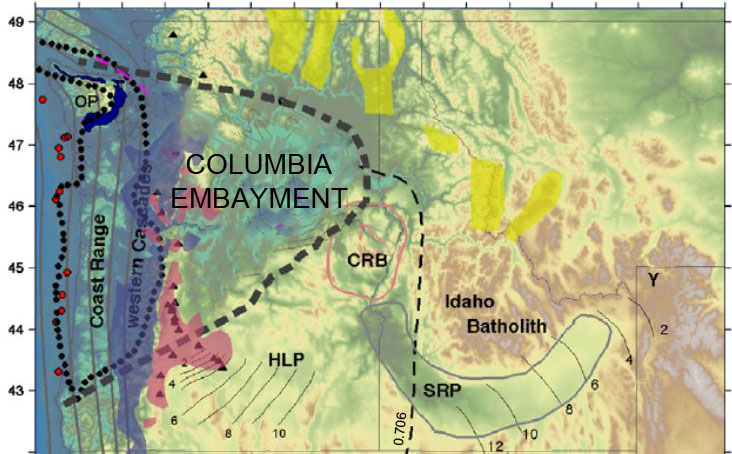 49
48
47
46
45
44
43
OP
COLUMBIA
EMBAYMENT
Coast Range
western Cascades
CRB
Y
Idaho
Batholith
2
4
6
8
10
12
HLP
2
4
6
8
10
SRP
0.706